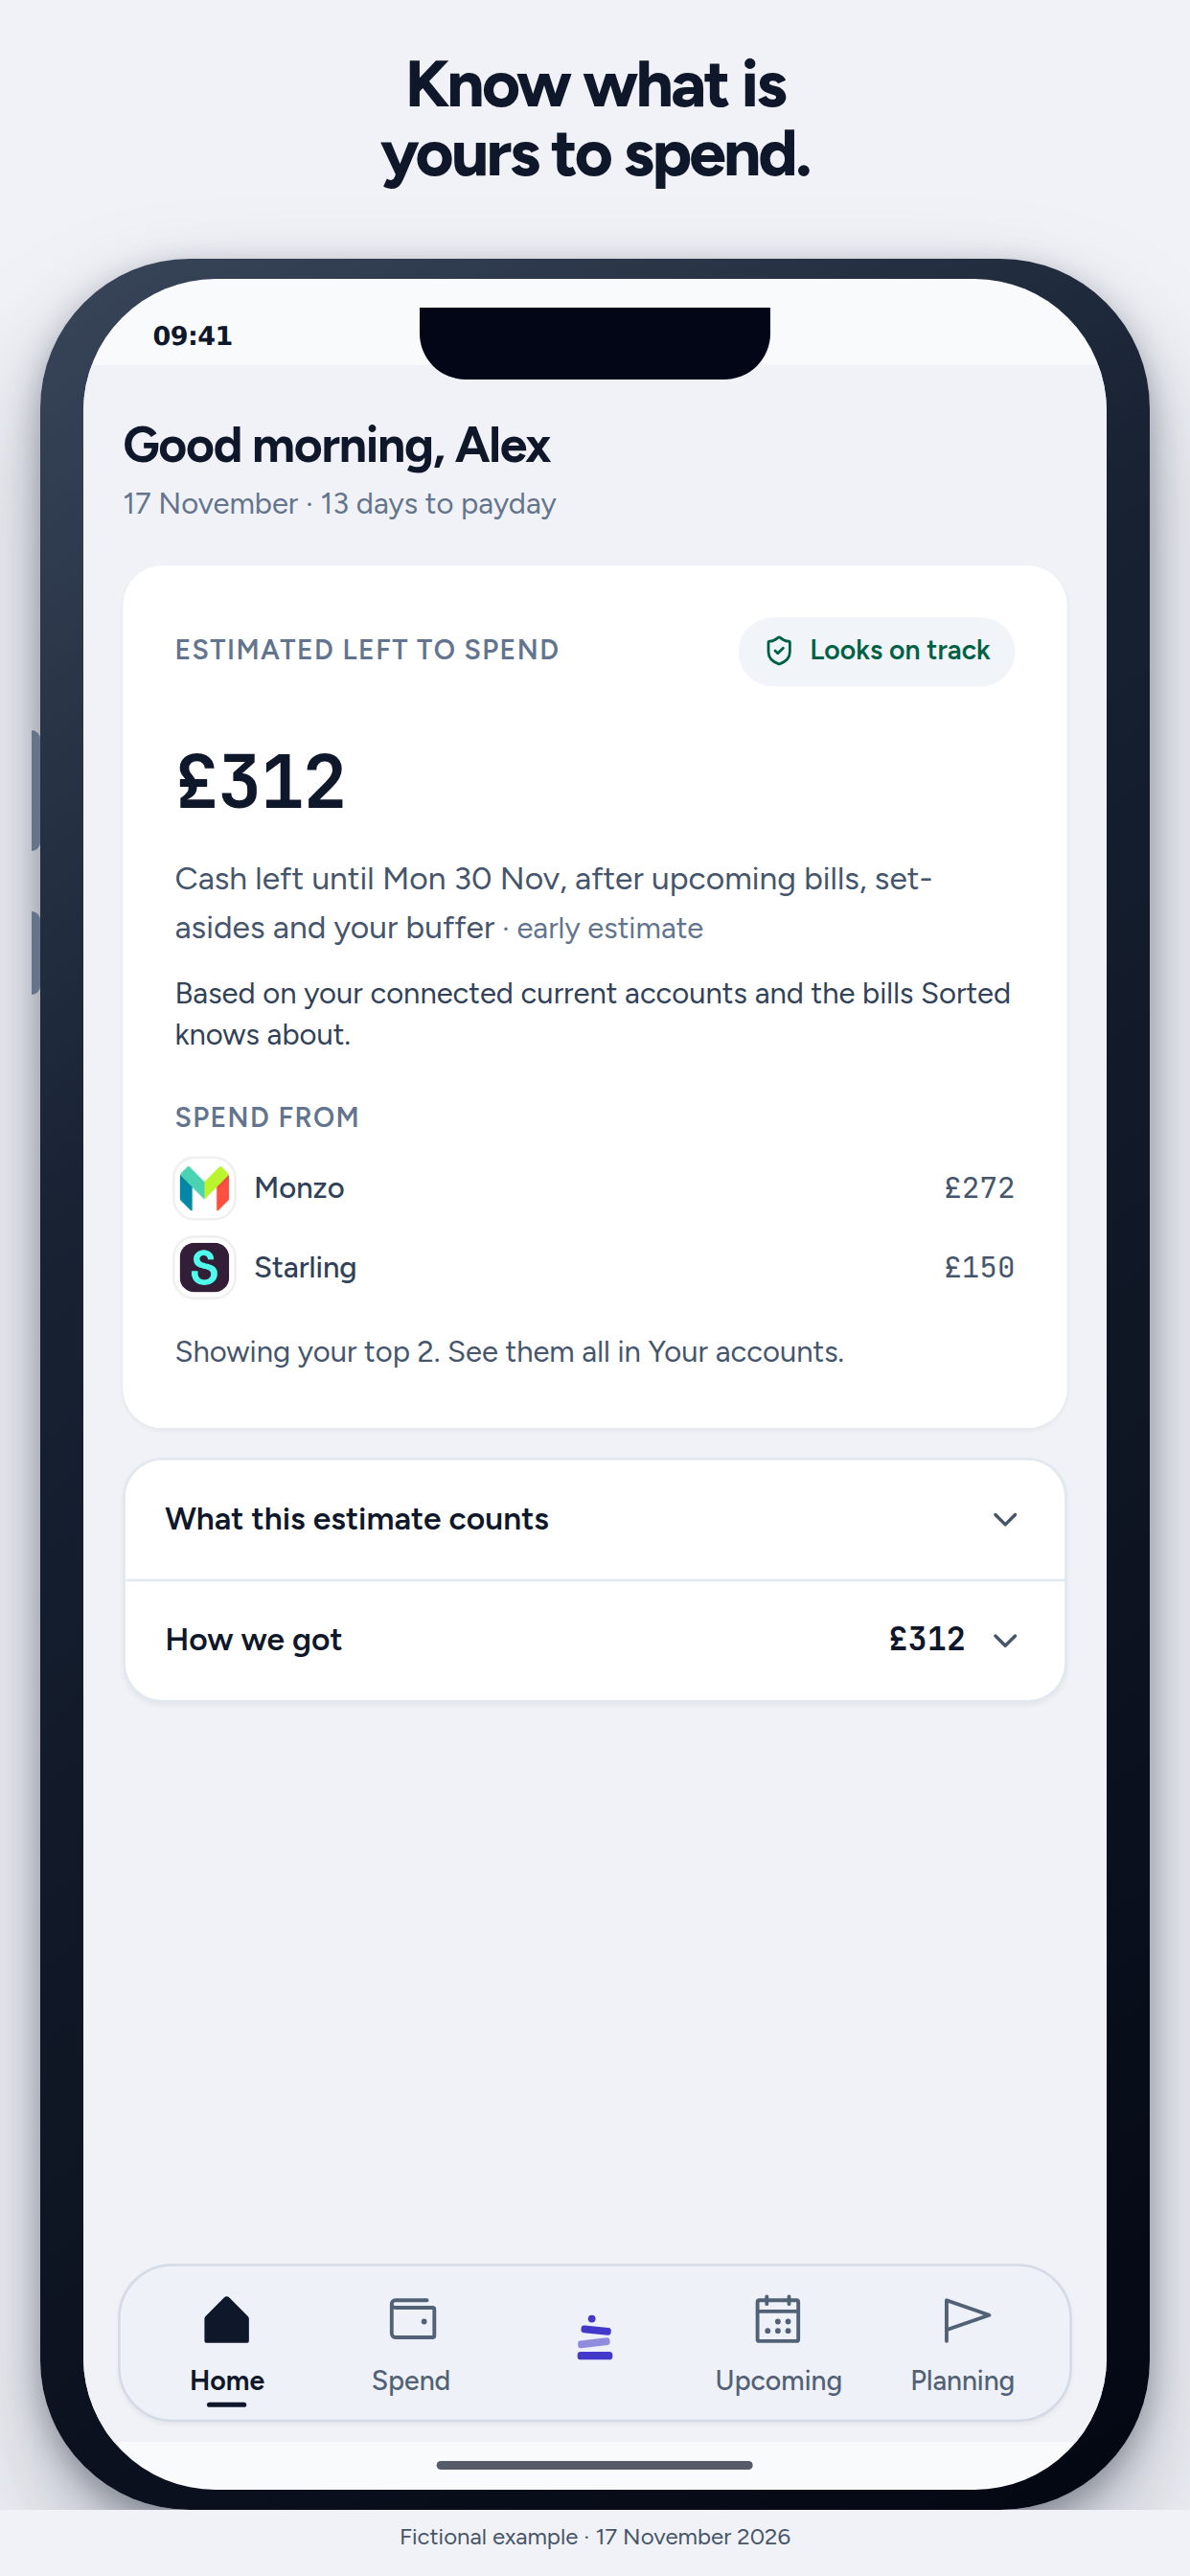 Know what is
yours to spend.
09:41
Good morning, Alex
17 November · 13 days to payday
ESTIMATED LEFT TO SPEND
Looks on track
£312
Cash left until Mon 30 Nov, after upcoming bills, set-
asides and your buffer · early estimate
Based on your connected current accounts and the bills Sorted
knows about.
SPEND FROM
Monzo £272
S Starling £150
Showing your top 2. See them all in Your accounts.
What this estimate counts
How we got £312
Home Spend Upcoming Planning
Fictional example · 17 November 2026